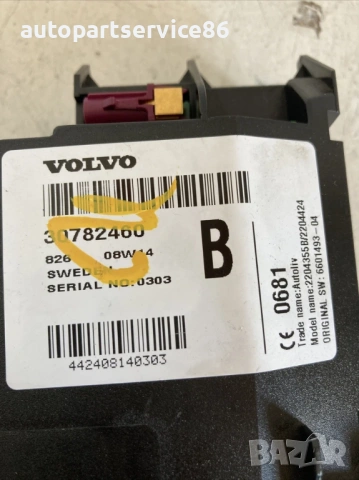 autopartservice86
VOLVO
30782460
826 08W14
SWEDEN
SERIAL NO:0303
B
442408140303
CE 0681
Trade name:Autoliv
Model name:2204355B/2204424
ORIGINAL SW: 6601493-04
BAZAR